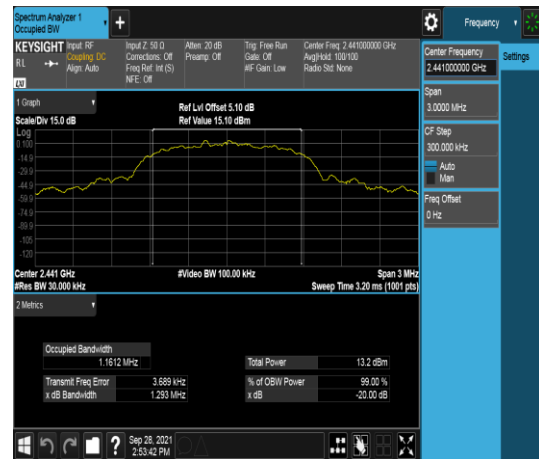 Spectrum Analyzer 1
Occupied BW
+
Frequency
KEYSIGHT
RL
LXI
Input: RF
Coupling: DC
Align: Auto
Input Z: 50 Ω
Corrections: Off
Freq Ref: Int (S)
NFE: Off
Atten: 20 dB
Preamp: Off
Trig: Free Run
Gate: Off
#IF Gain: Low
Center Freq: 2.441000000 GHz
Avg|Hold: 100/100
Radio Std: None
Center Frequency
2.441000000 GHz
Settings
Span
3.0000 MHz
CF Step
300.000 kHz
Auto
Man
Freq Offset
0 Hz
1 Graph
Scale/Div 15.0 dB
Ref Lvl Offset 5.10 dB
Ref Value 15.10 dBm
Log
0.100
-14.9
-29.9
-44.9
-59.9
-74.9
-89.9
-105
-120
Center 2.441 GHz
#Res BW 30.000 kHz
#Video BW 100.00 kHz
Span 3 MHz
Sweep Time 3.20 ms (1001 pts)
2 Metrics
Occupied Bandwidth
1.1612 MHz
Total Power 13.2 dBm
Transmit Freq Error 3.689 kHz
% of OBW Power 99.00 %
x dB Bandwidth 1.293 MHz
x dB -20.00 dB
?
Sep 28, 2021
2:53:42 PM